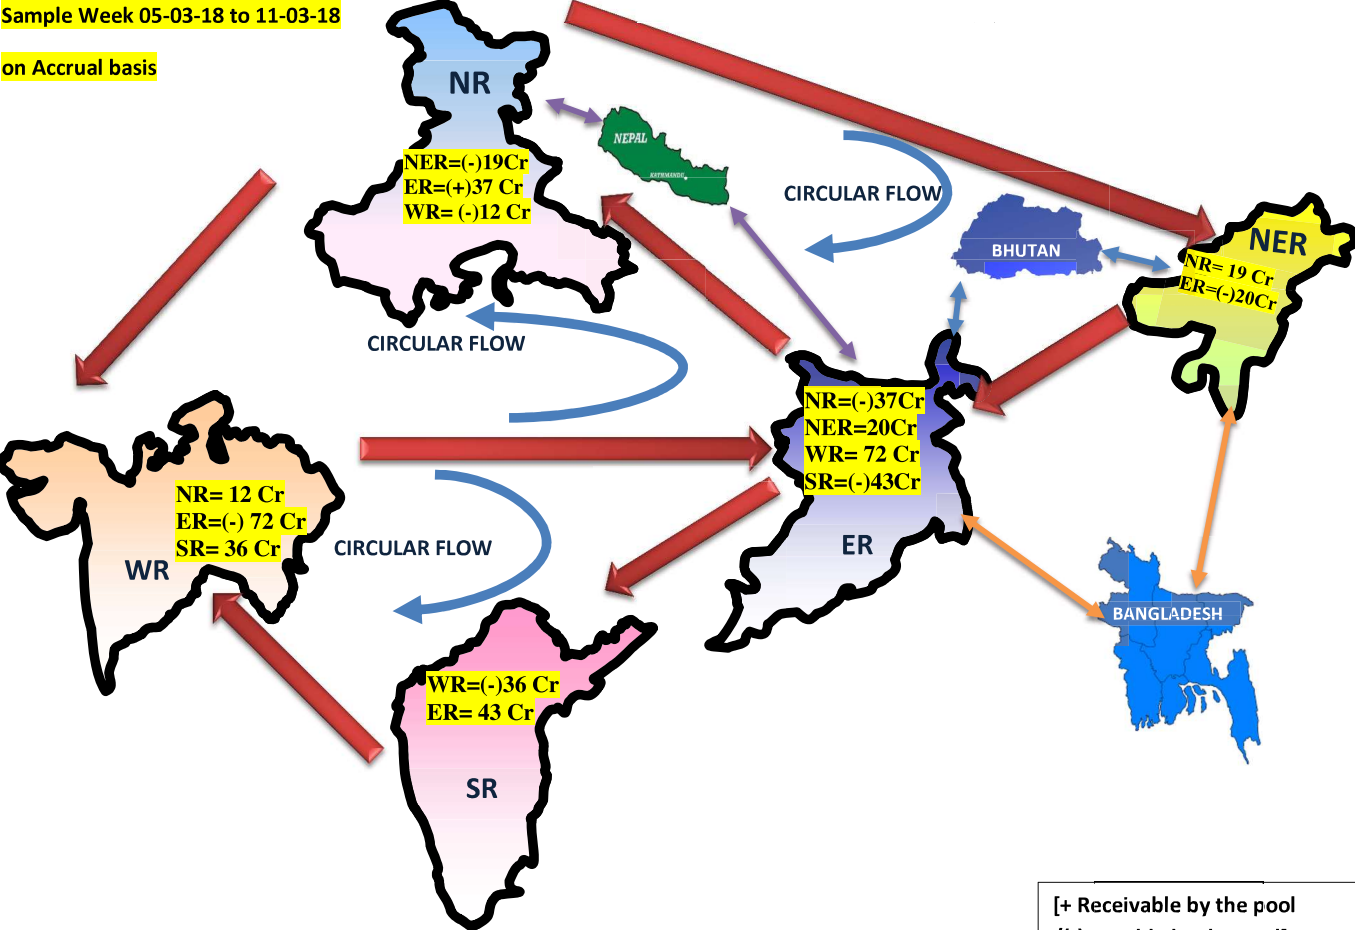 Sample Week 05-03-18 to 11-03-18
on Accrual basis
NR
NER=(-)19Cr
ER=(+)37 Cr
WR= (-)12 Cr
NEPAL
KATHMANDU
CIRCULAR FLOW
BHUTAN
NER
NR= 19 Cr
ER=(-)20Cr
CIRCULAR FLOW
NR=(-)37Cr
NER=20Cr
WR= 72 Cr
SR=(-)43Cr
ER
NR= 12 Cr
ER=(-) 72 Cr
SR= 36 Cr
WR
CIRCULAR FLOW
BANGLADESH
WR=(-)36 Cr
ER= 43 Cr
SR
[+ Receivable by the pool